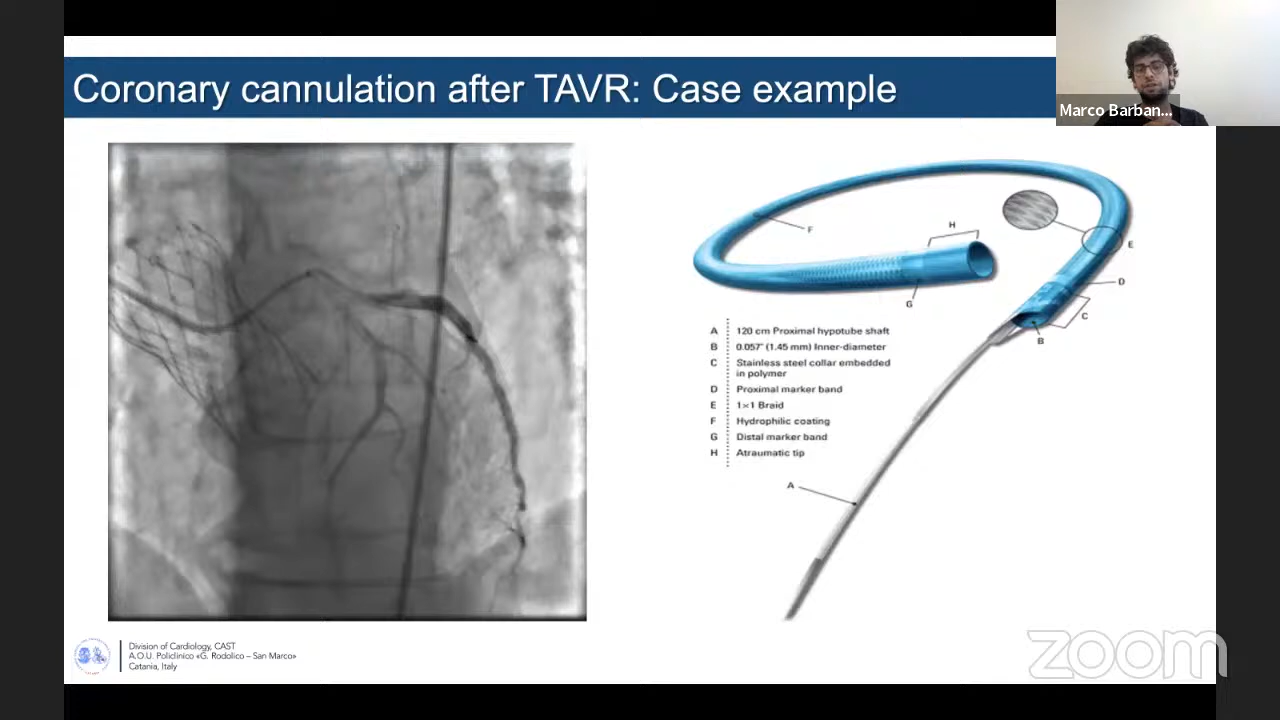 Coronary cannulation after TAVR: Case example
Marco Barban...
F
H
E
D
C
B
G
A 120 cm Proximal hypotube shaft
B 0.057" (1.45 mm) Inner-diameter
C Stainless steel collar embedded
in polymer
D Proximal marker band
E 1×1 Braid
F Hydrophilic coating
G Distal marker band
H Atraumatic tip
A
Division of Cardiology, CAST
A.O.U. Policlinico «G. Rodolico – San Marco»
Catania, Italy
zoom